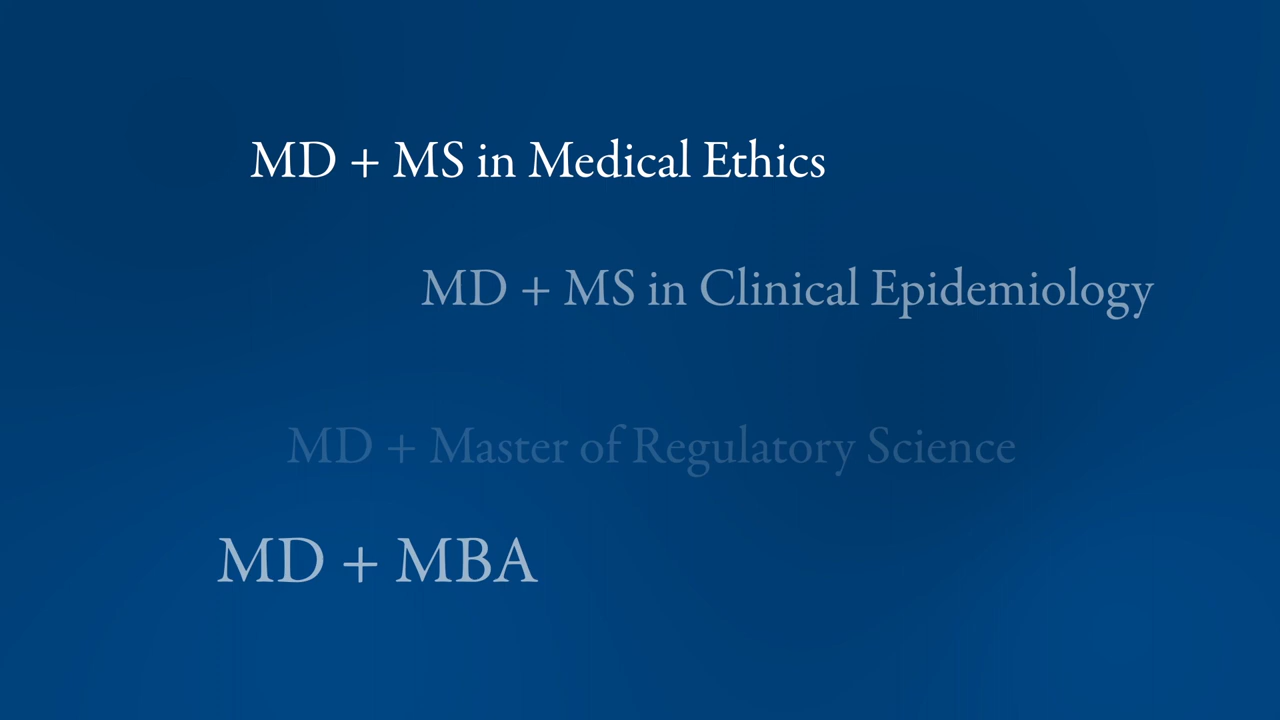 MD + MS in Medical Ethics
MD + MS in Clinical Epidemiology
MD + Master of Regulatory Science
MD + MBA